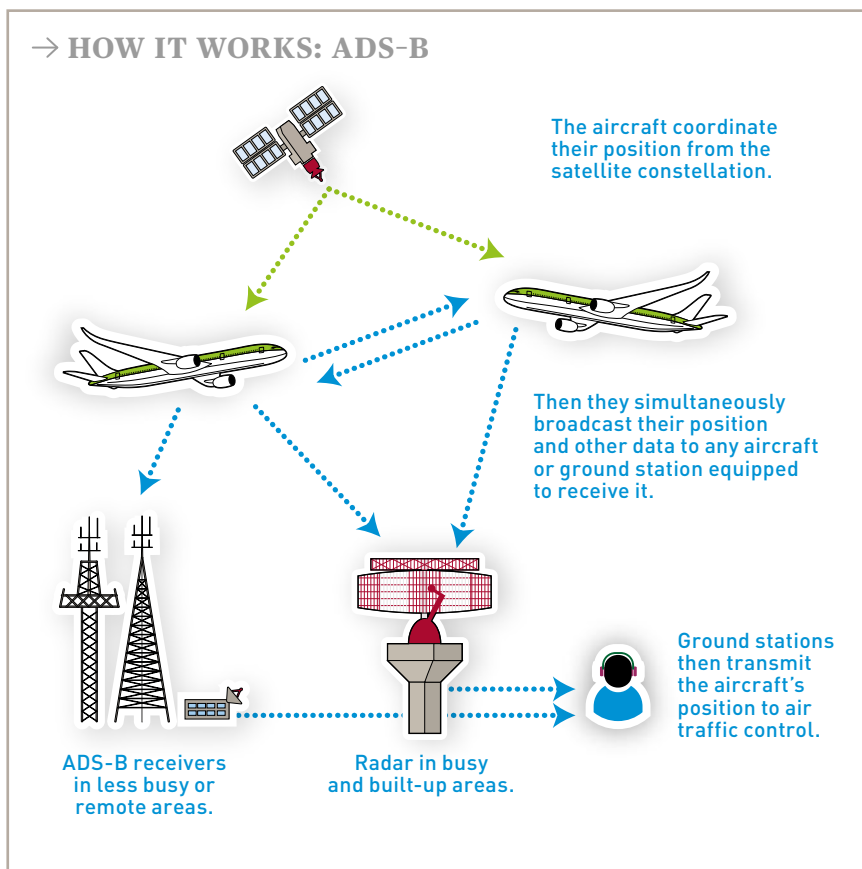 → HOW IT WORKS: ADS-B
The aircraft coordinate
their position from the
satellite constellation.
Then they simultaneously
broadcast their position
and other data to any aircraft
or ground station equipped
to receive it.
Ground stations
then transmit
the aircraft's
position to air
traffic control.
ADS-B receivers
in less busy or
remote areas.
Radar in busy
and built-up areas.